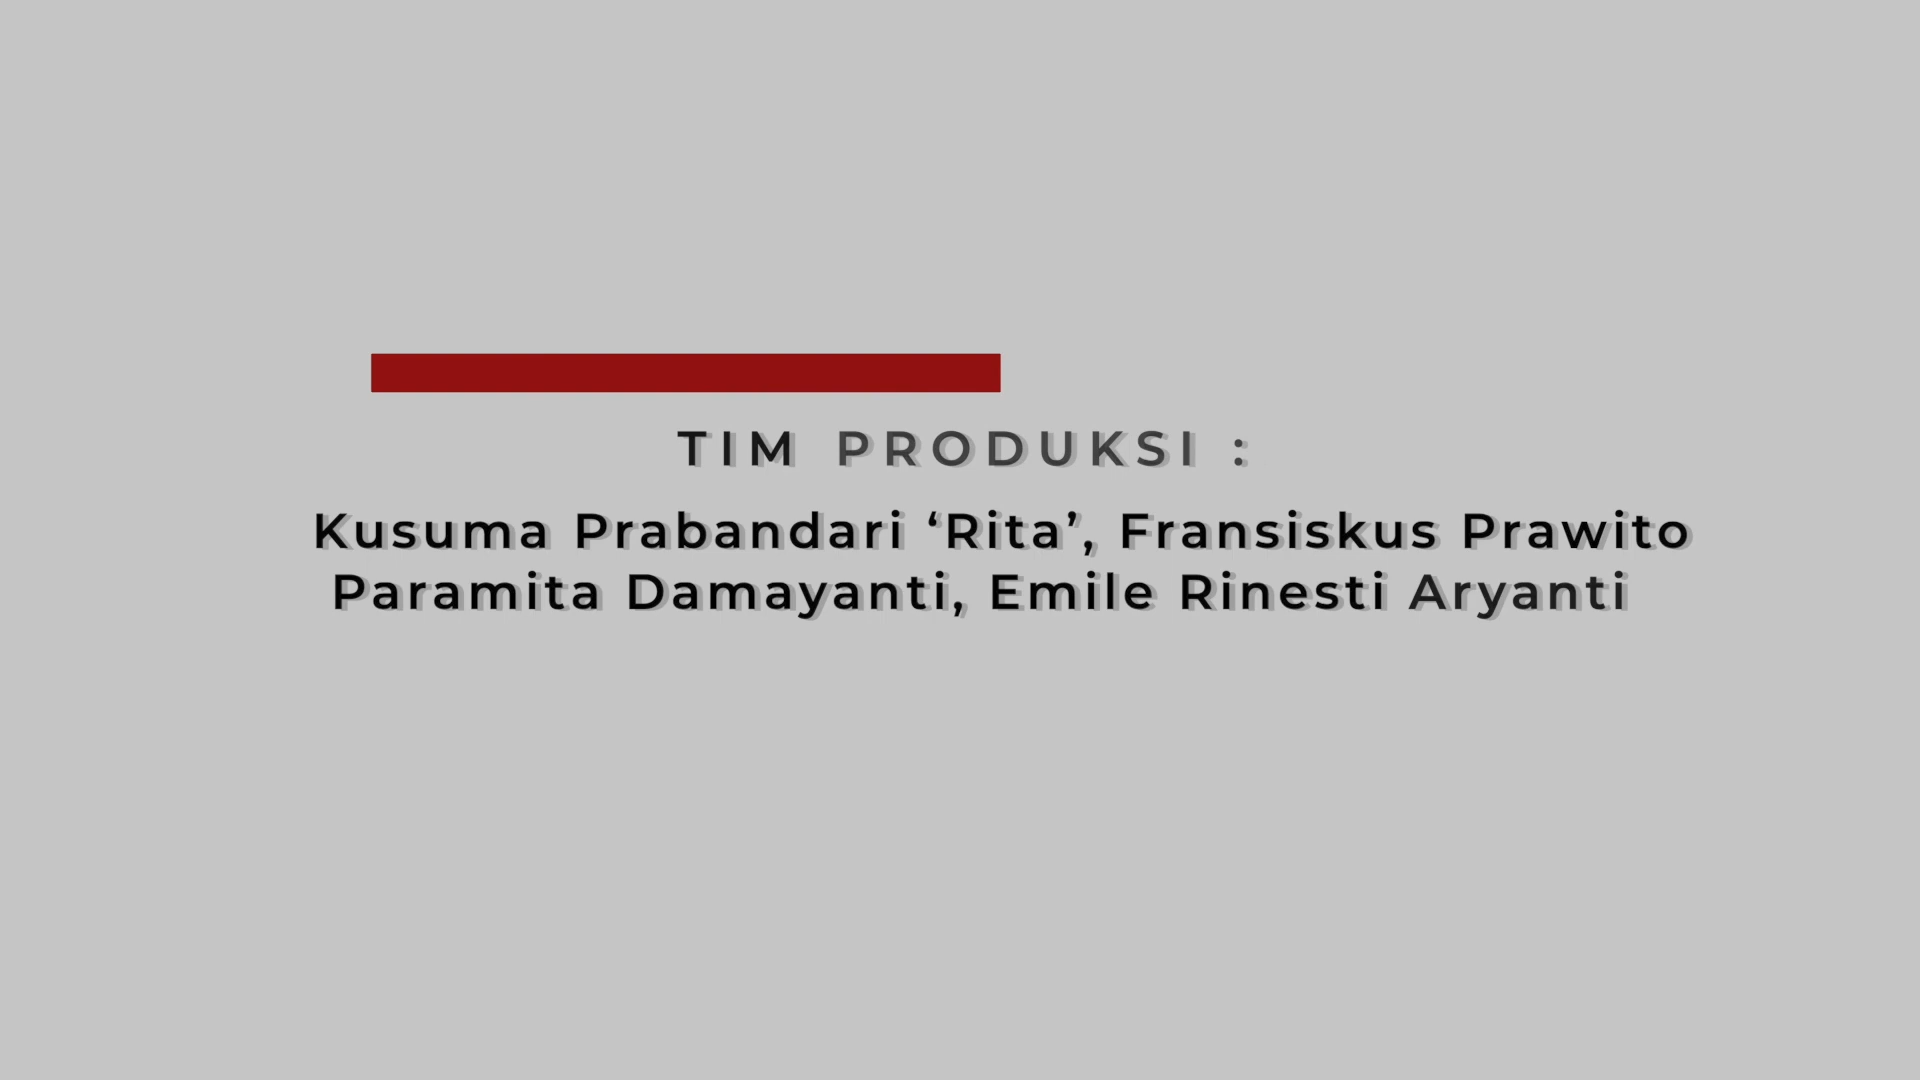 TIM PRODUKSI :
Kusuma Prabandari ‘Rita’, Fransiskus Prawito
Paramita Damayanti, Emile Rinesti Aryanti